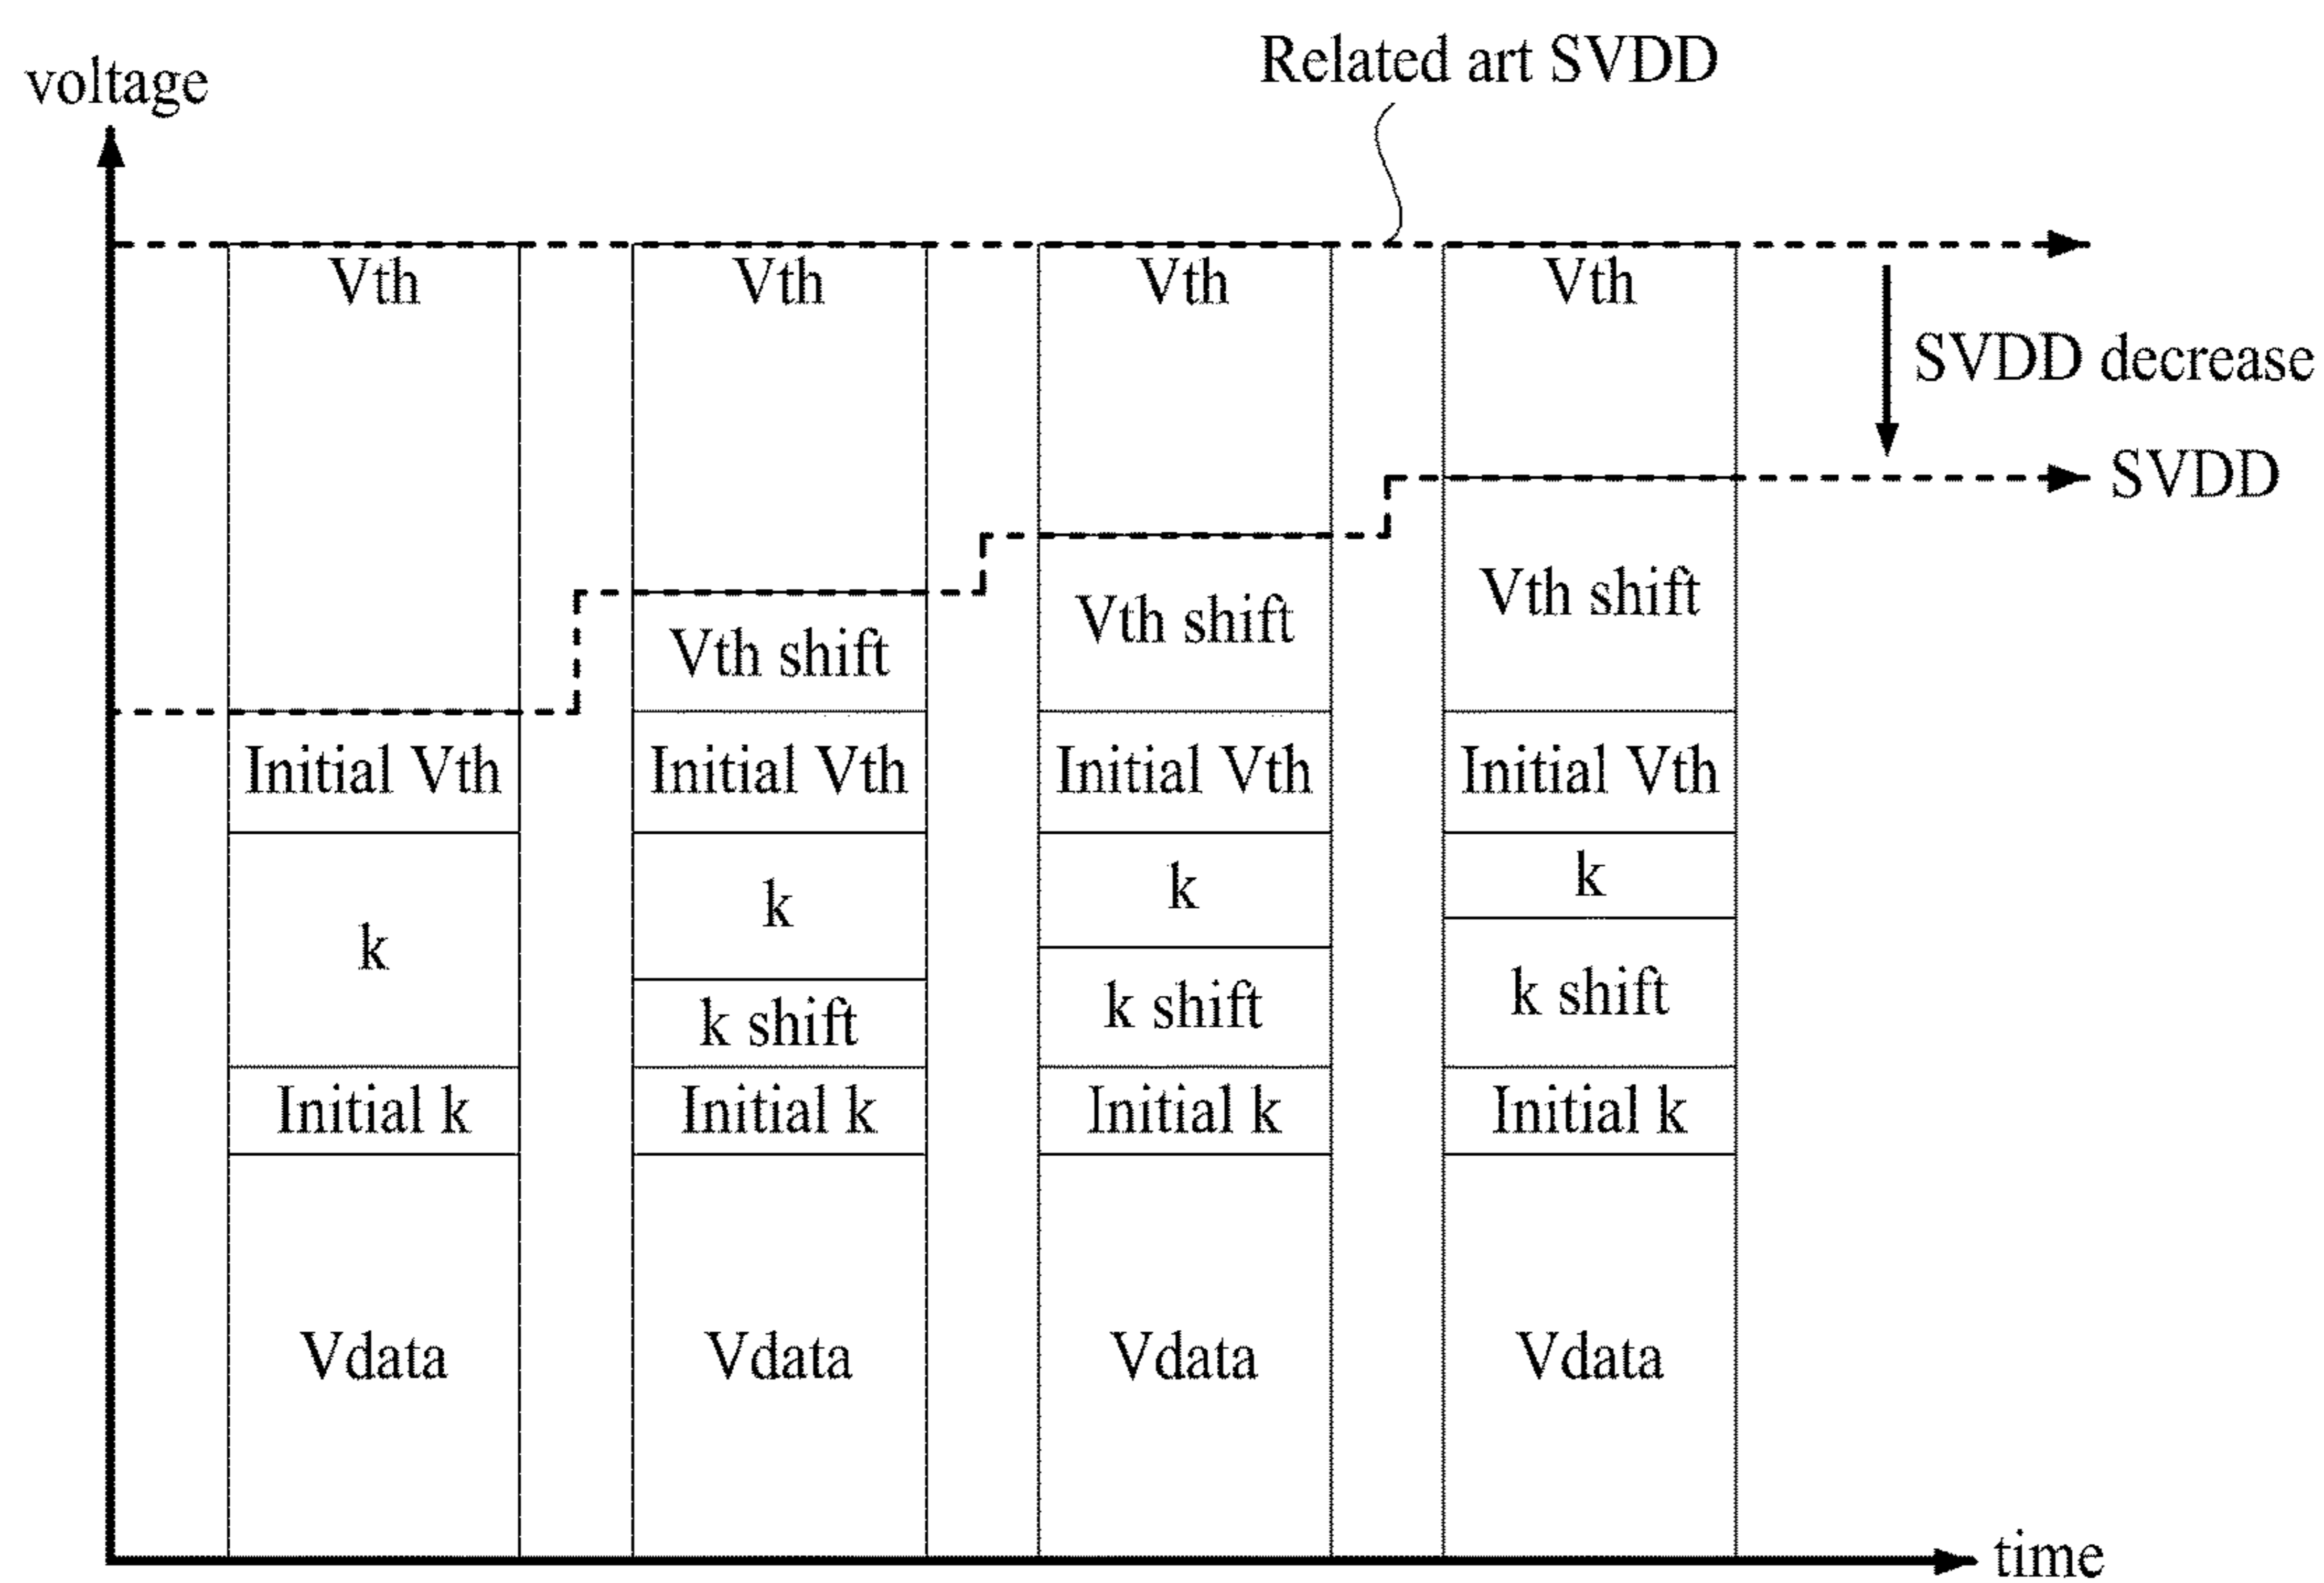 Related art SVDD
voltage
Vth Vth Vth Vth
SVDD decrease
SVDD
Vth shift Vth shift Vth shift
Initial Vth Initial Vth Initial Vth Initial Vth
k k k k
k shift k shift k shift
Initial k Initial k Initial k Initial k
Vdata Vdata Vdata Vdata
time